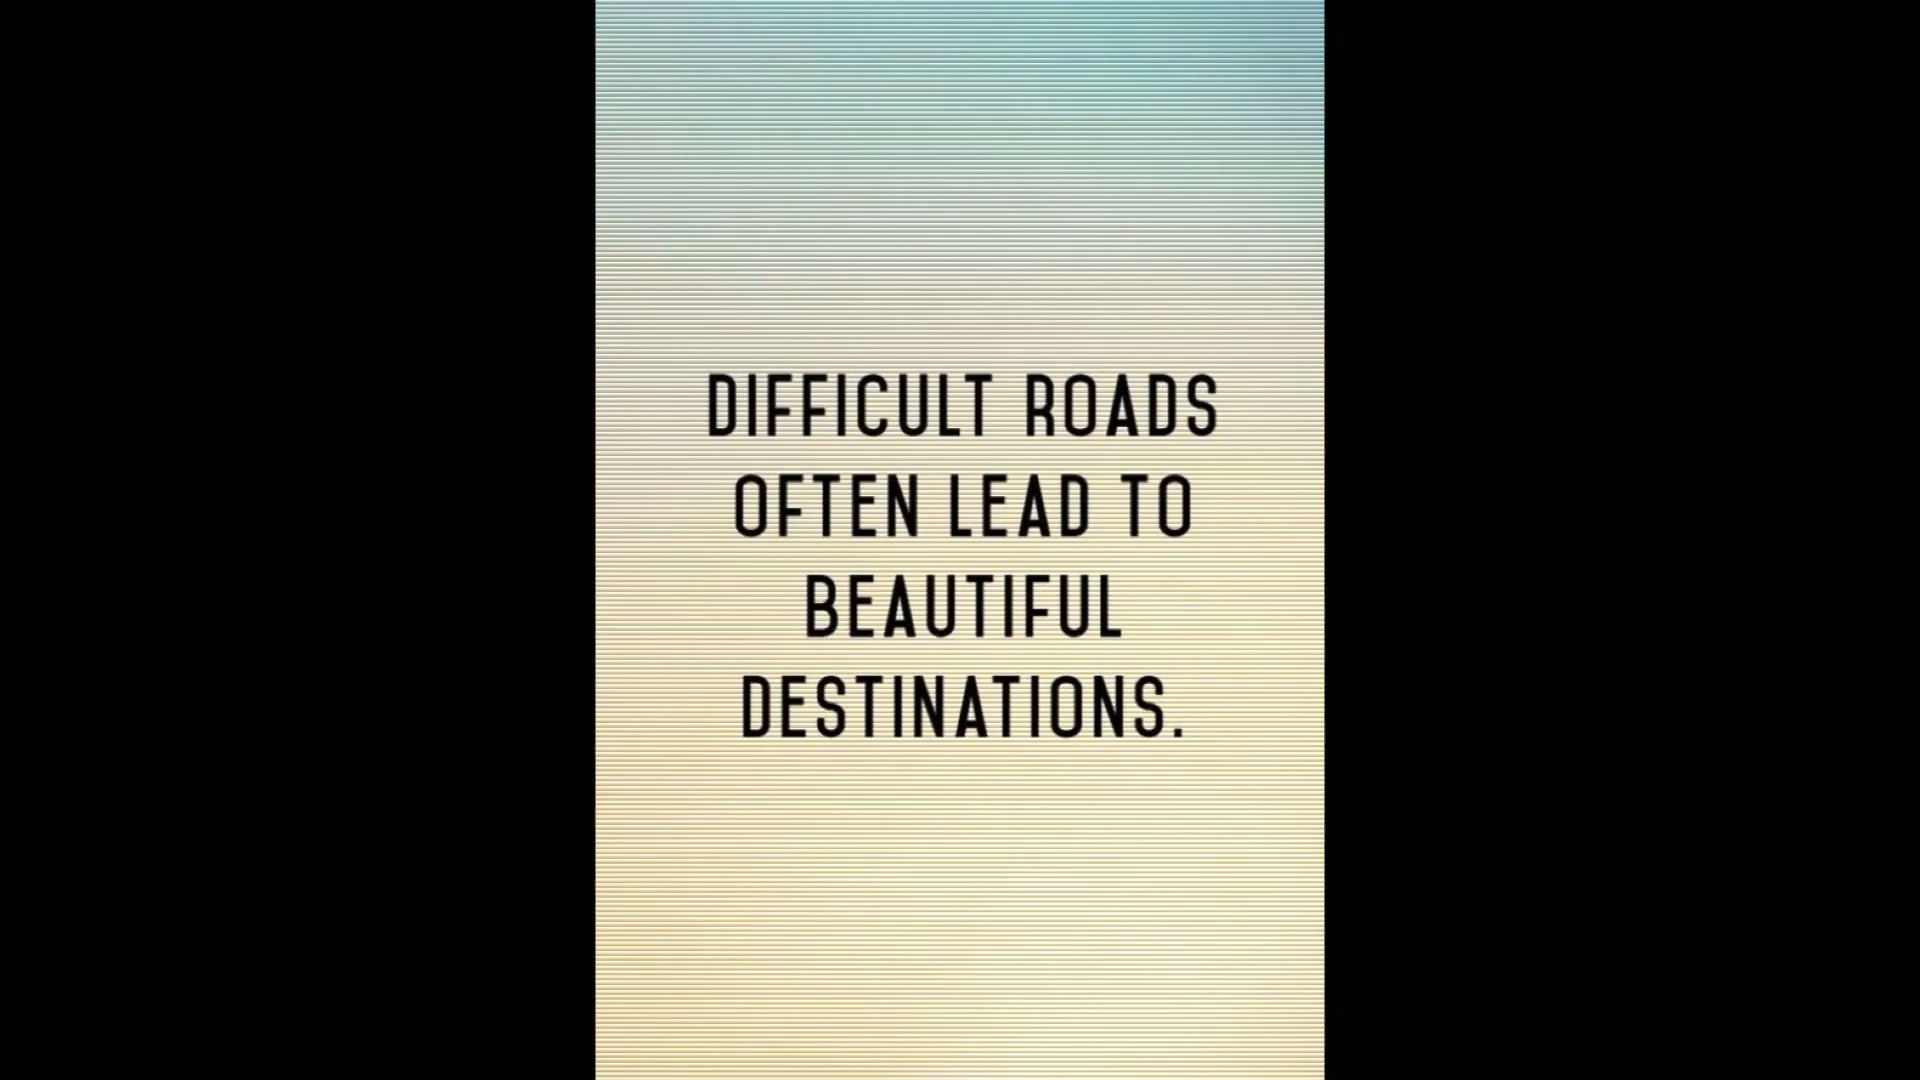 DIFFICULT ROADS
OFTEN LEAD TO
BEAUTIFUL
DESTINATIONS.